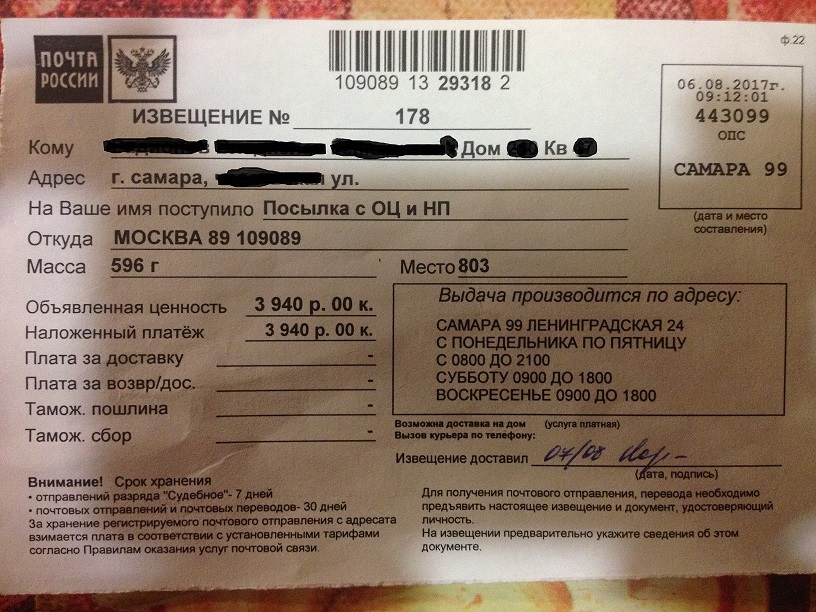 ф.22
ПОЧТА
РОССИИ
109089 13 29318 2
06.08.2017г.
09:12:01
443099
ОПС
САМАРА 99
(дата и место
составления)
ИЗВЕЩЕНИЕ № 178
Кому Дом Кв
Адрес г. самара, ул.
На Ваше имя поступило Посылка с ОЦ и НП
Откуда МОСКВА 89 109089
Масса 596 г Место 803
Объявленная ценность 3 940 р. 00 к.
Наложенный платёж 3 940 р. 00 к.
Плата за доставку -
Плата за возвр/дос. -
Тамож. пошлина -
Тамож. сбор -
Выдача производится по адресу:
САМАРА 99 ЛЕНИНГРАДСКАЯ 24
С ПОНЕДЕЛЬНИКА ПО ПЯТНИЦУ
С 0800 ДО 2100
СУББОТУ 0900 ДО 1800
ВОСКРЕСЕНЬЕ 0900 ДО 1800
Возможна доставка на дом (услуга платная)
Вызов курьера по телефону:
Извещение доставил 07/08
(дата, подпись)
Внимание! Срок хранения
• отправлений разряда "Судебное"- 7 дней
• почтовых отправлений и почтовых переводов- 30 дней
За хранение регистрируемого почтового отправления с адресата
взимается плата в соответствии с установленными тарифами
согласно Правилам оказания услуг почтовой связи.
Для получения почтового отправления, перевода необходимо
предъявить настоящее извещение и документ, удостоверяющий
личность.
На извещении предварительно укажите сведения об этом
документе.